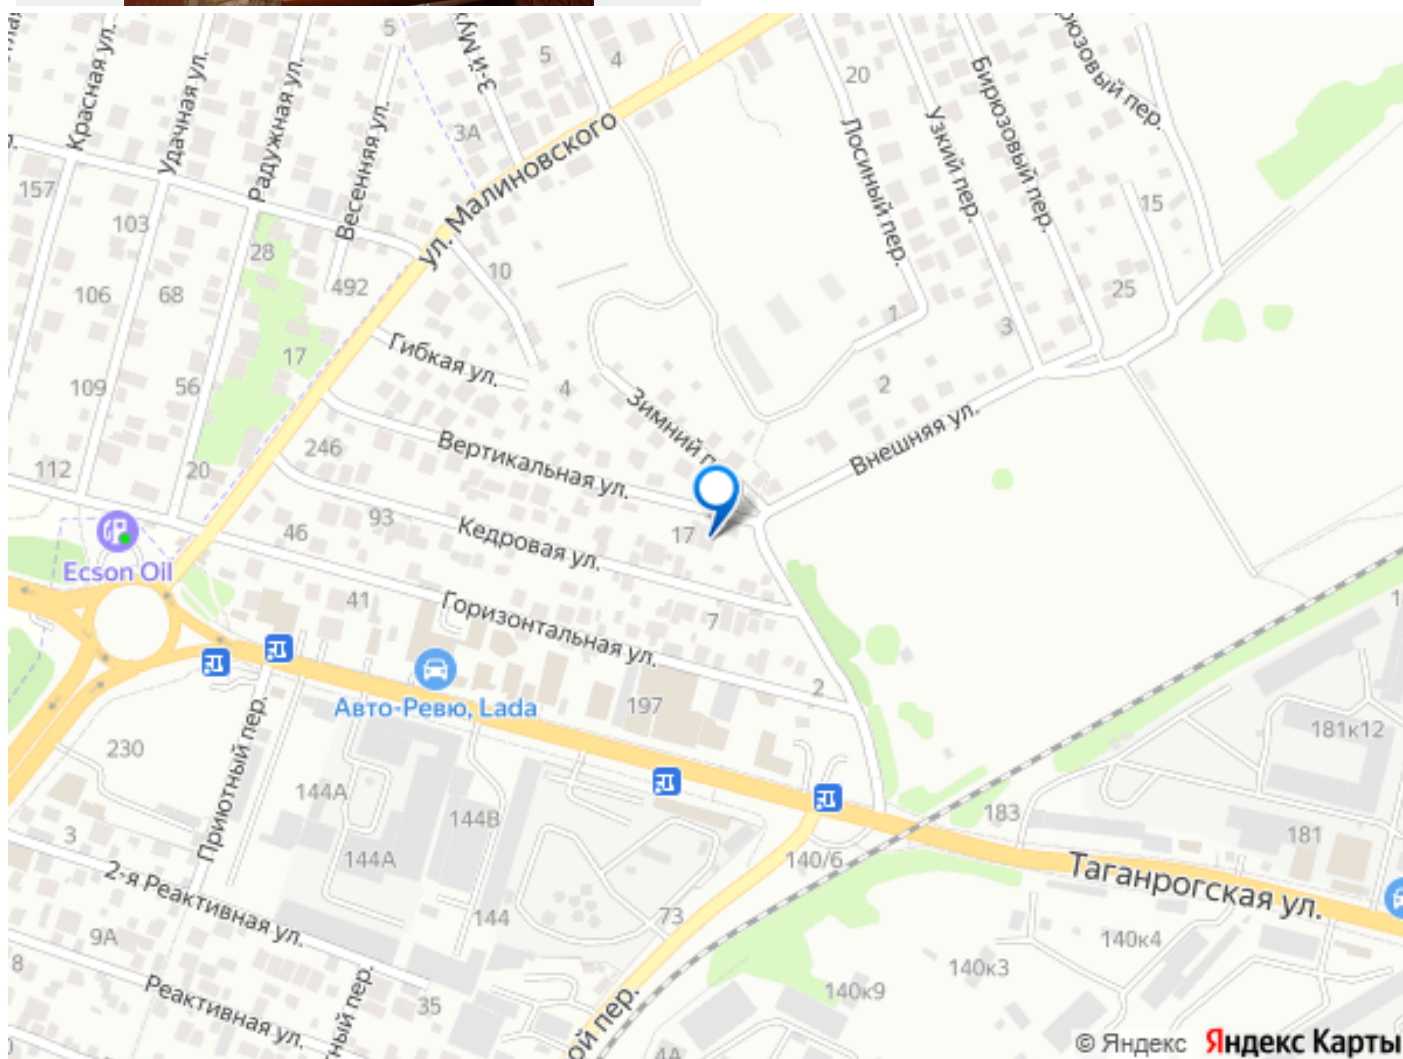 5
5
4
20
Красная ул.
Удачная ул.
Радужная ул.
Весенняя ул.
3А
ул. Малиновского
Лосиный пер.
Узкий пер.
Бирюзовый пер.
157
103
28
492
10
15
25
106
68
17
1
3
Гибкая ул.
109
56
4
2
Зимний
Внешняя ул.
246
Вертикальная ул.
112
20
93
46
Кедровая ул.
17
Ecson Oil
41
Горизонтальная ул.
7
2
197
Авто-Ревю, Lada
230
Приютный пер.
144А
144В
144А
144
3
2-я Реактивная ул.
9А
8
Реактивная ул.
35
73
140/6
183
181к12
181
Таганрогская ул.
140к4
140к3
140к9
4А
© Яндекс
Яндекс Карты